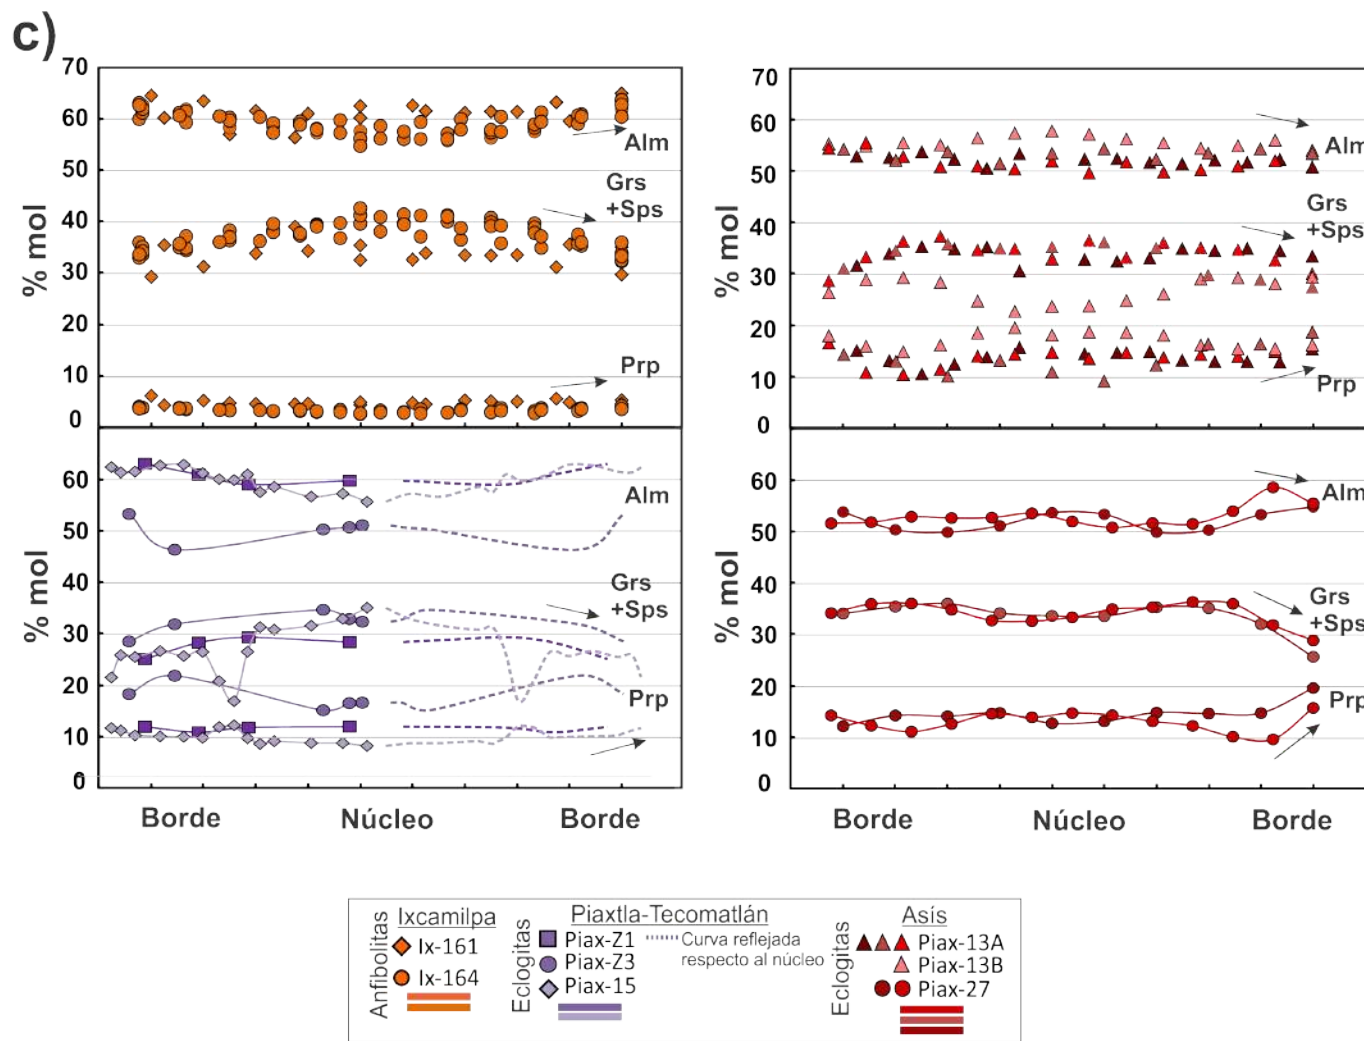 c)
70
60
50
40
30
20
10
0
% mol
Alm
Grs
+Sps
Prp
70
60
50
40
30
20
10
0
% mol
Alm
Grs
+Sps
Prp
60
50
40
30
20
10
0
% mol
Alm
Grs
+Sps
Prp
Borde
Núcleo
Borde
60
50
40
30
20
10
0
% mol
Alm
Grs
+Sps
Prp
Borde
Núcleo
Borde
Anfibolitas
Ixcamilpa
Ix-161
Ix-164
Eclogitas
Piaxtla-Tecomatlán
Piax-Z1
Piax-Z3
Piax-15
Curva reflejada
respecto al núcleo
Eclogitas
Asís
Piax-13A
Piax-13B
Piax-27